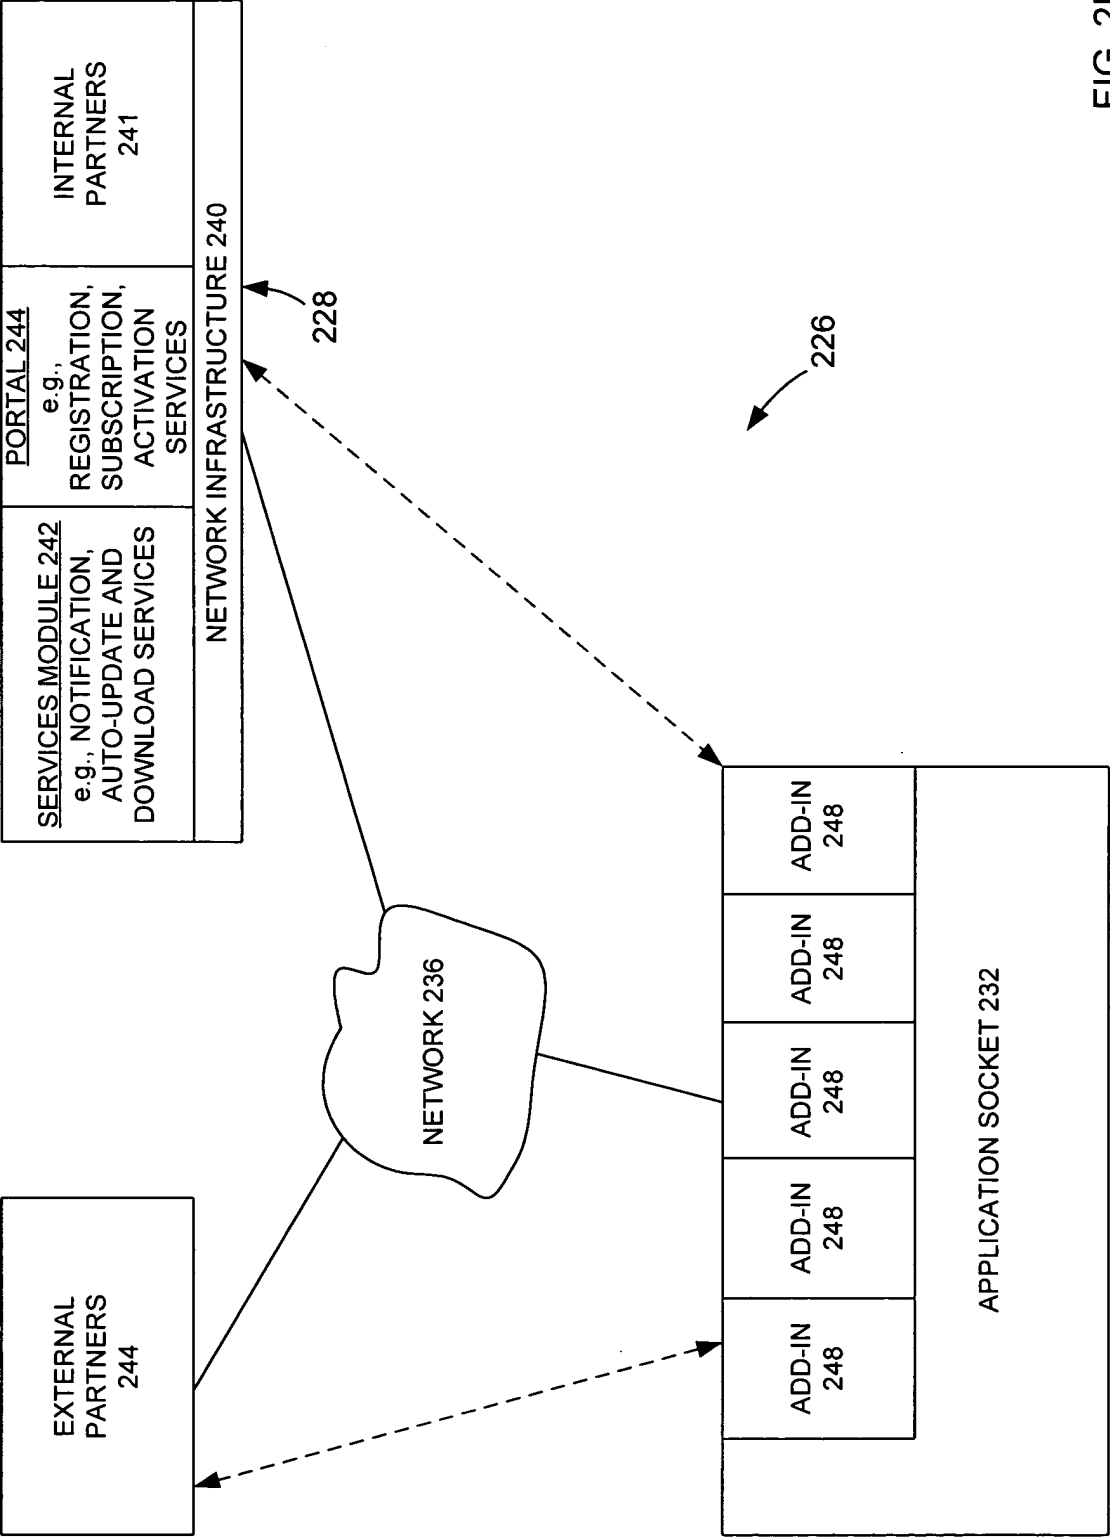 EXTERNAL
PARTNERS
244
SERVICES MODULE 242
e.g., NOTIFICATION,
AUTO-UPDATE AND
DOWNLOAD SERVICES
PORTAL 244
e.g.,
REGISTRATION,
SUBSCRIPTION,
ACTIVATION
SERVICES
INTERNAL
PARTNERS
241
NETWORK INFRASTRUCTURE 240
228
NETWORK 236
226
ADD-IN
248
ADD-IN
248
ADD-IN
248
ADD-IN
248
ADD-IN
248
APPLICATION SOCKET 232
FIG.